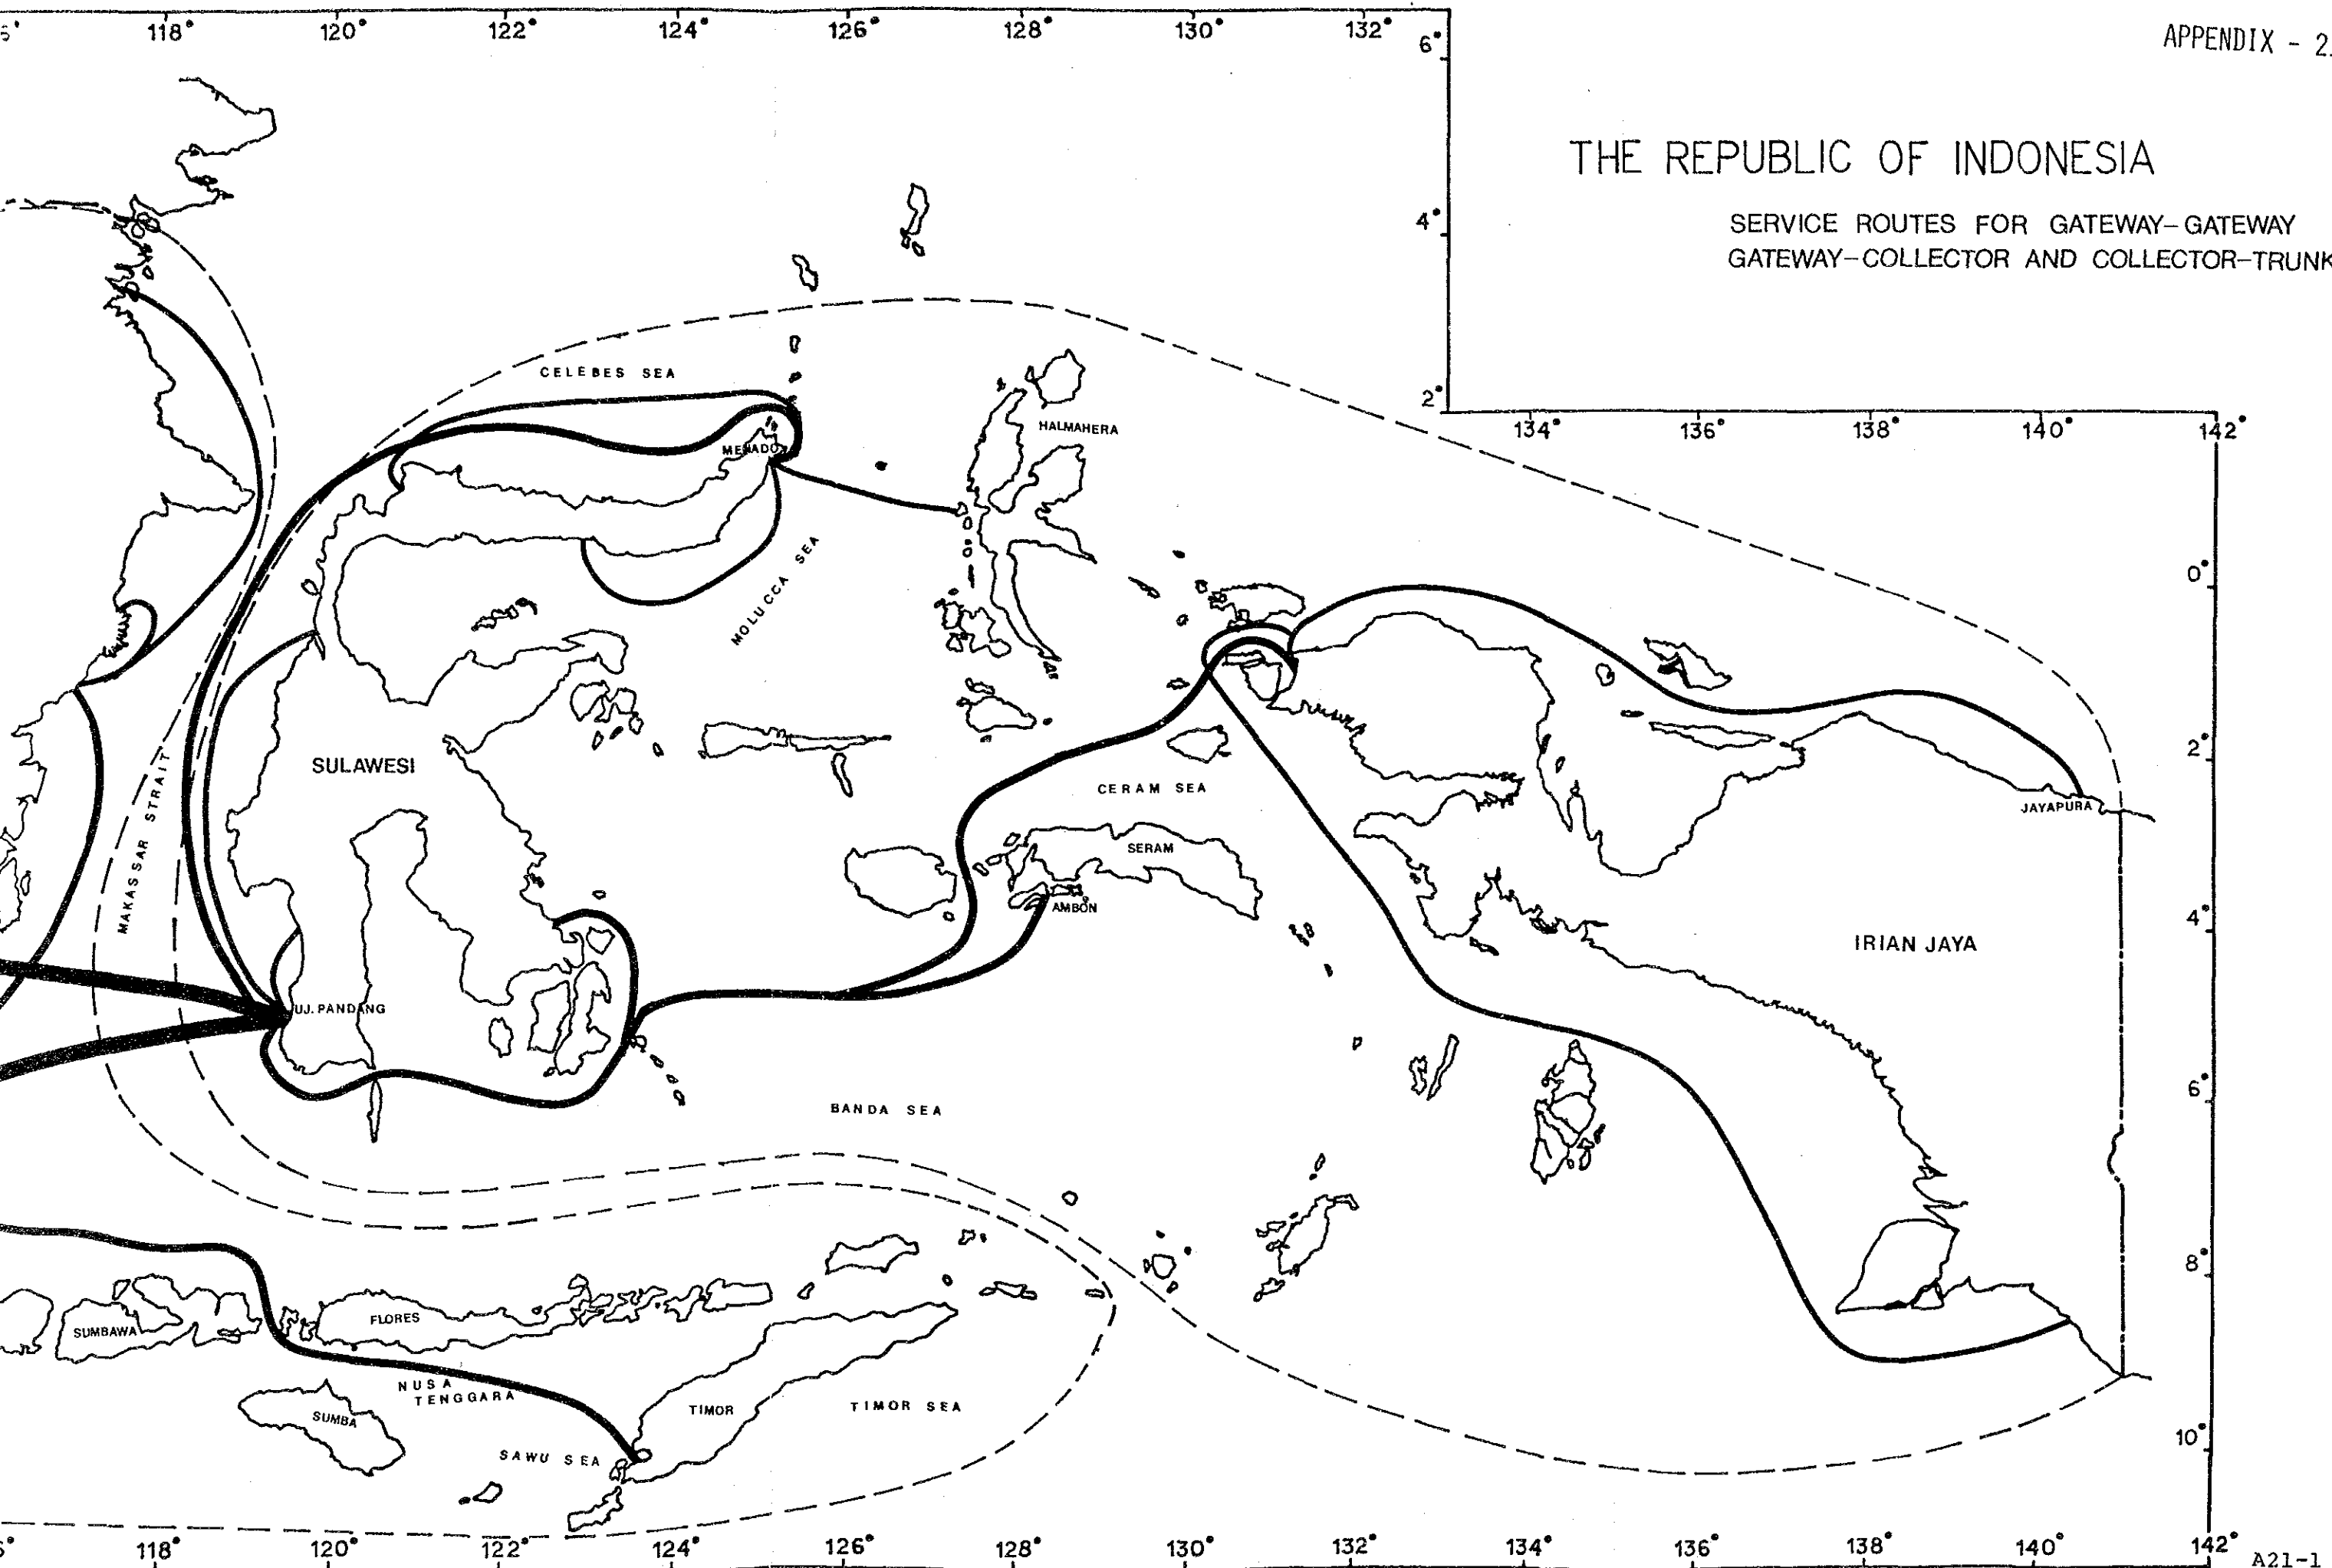 118° 120° 122° 124° 126° 128° 130° 132°
6°
APPENDIX - 2
THE REPUBLIC OF INDONESIA
4°
SERVICE ROUTES FOR GATEWAY-GATEWAY
GATEWAY-COLLECTOR AND COLLECTOR-TRUNK
CELEBES SEA
2°
HALMAHERA
134° 136° 138° 140° 142°
MENADO
MOLUCCA SEA
0°
SULAWESI
MAKASSAR STRAIT
2°
CERAM SEA
JAYAPURA
SERAM
AMBON
4°
IRIAN JAYA
UJ. PANDANG
BANDA SEA
6°
8°
FLORES
SUMBAWA
NUSA
TENGGARA
SUMBA
TIMOR
TIMOR SEA
10°
SAWU SEA
118° 120° 122° 124° 126° 128° 130° 132° 134° 136° 138° 140° 142°
A21-1